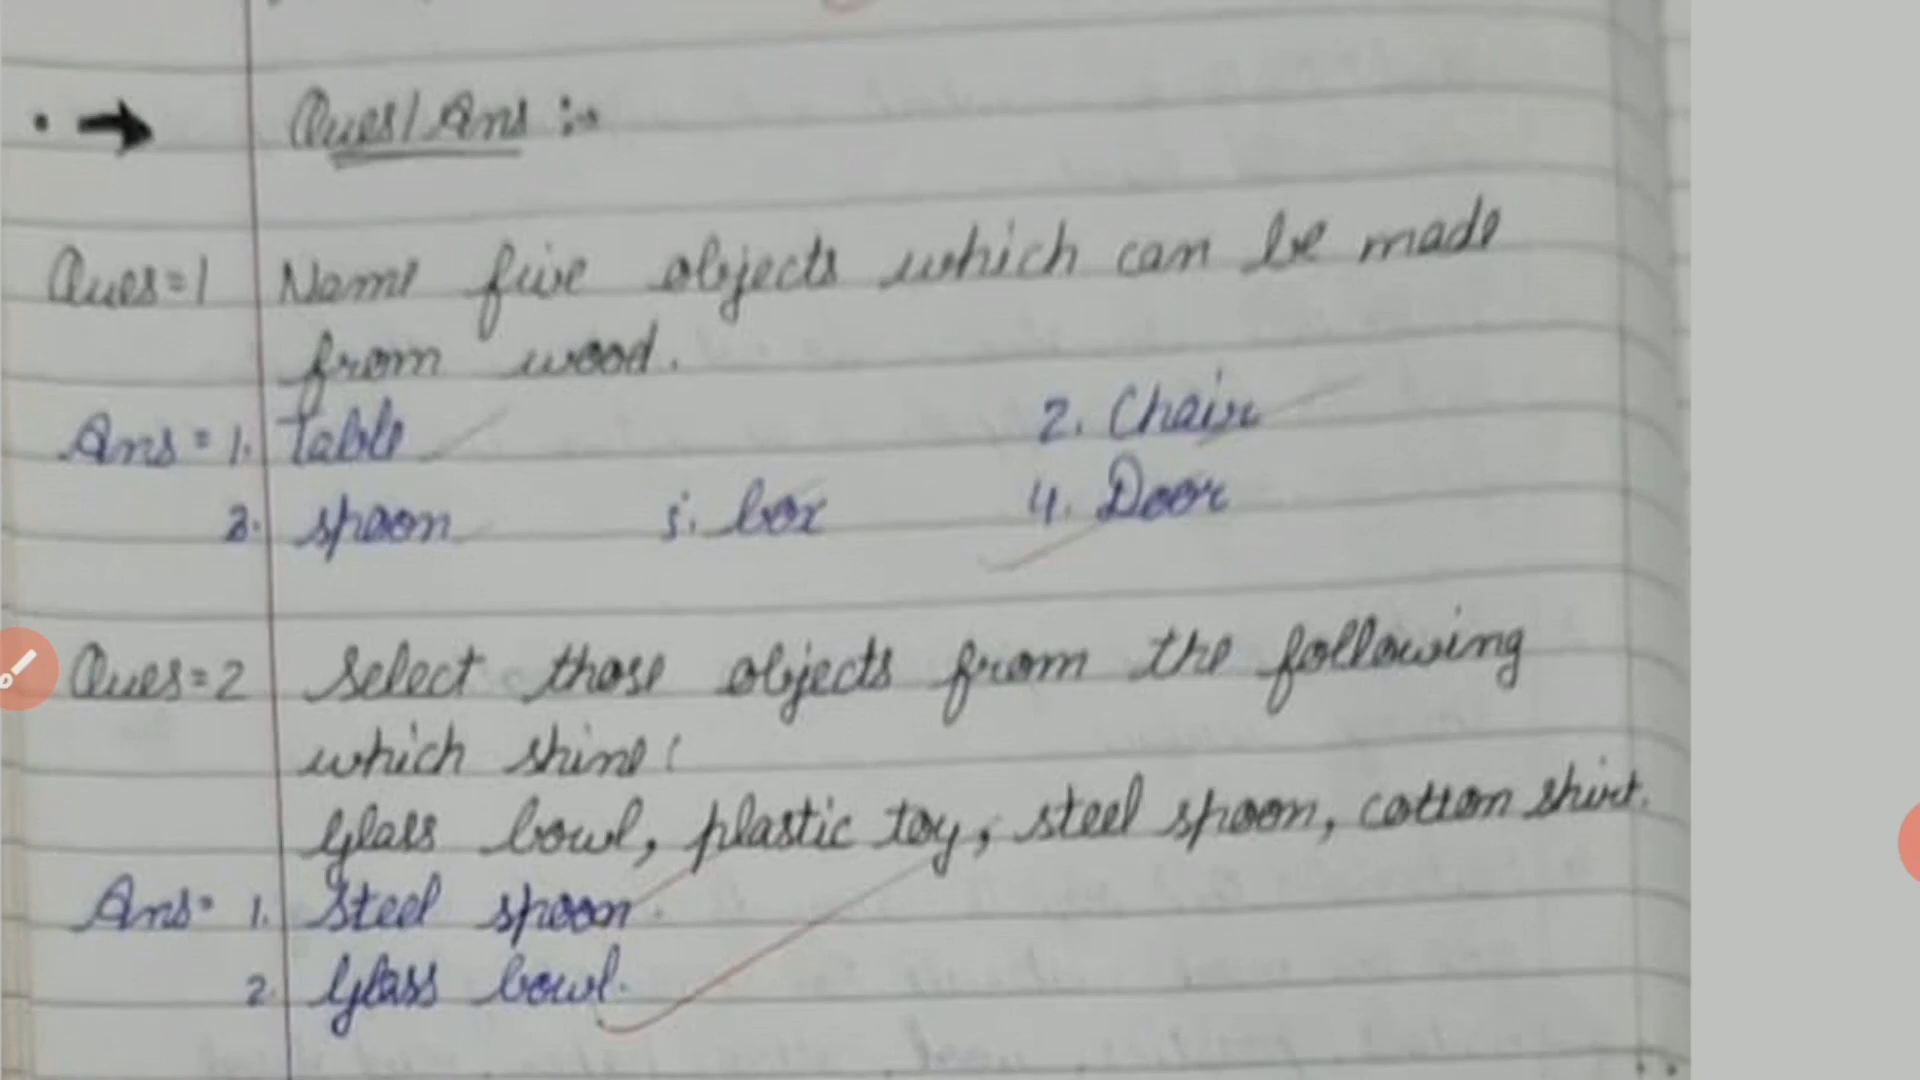 Ques/Ans :-
Ques=1 Name five objects which can be made
from wood.
Ans = 1. Table 2. Chair
3. spoon 5. box 4. Door
Ques=2 Select those objects from the following
which shine:
Glass bowl, plastic toy, steel spoon, cotton shirt.
Ans= 1. Steel spoon.
2. Glass bowl.